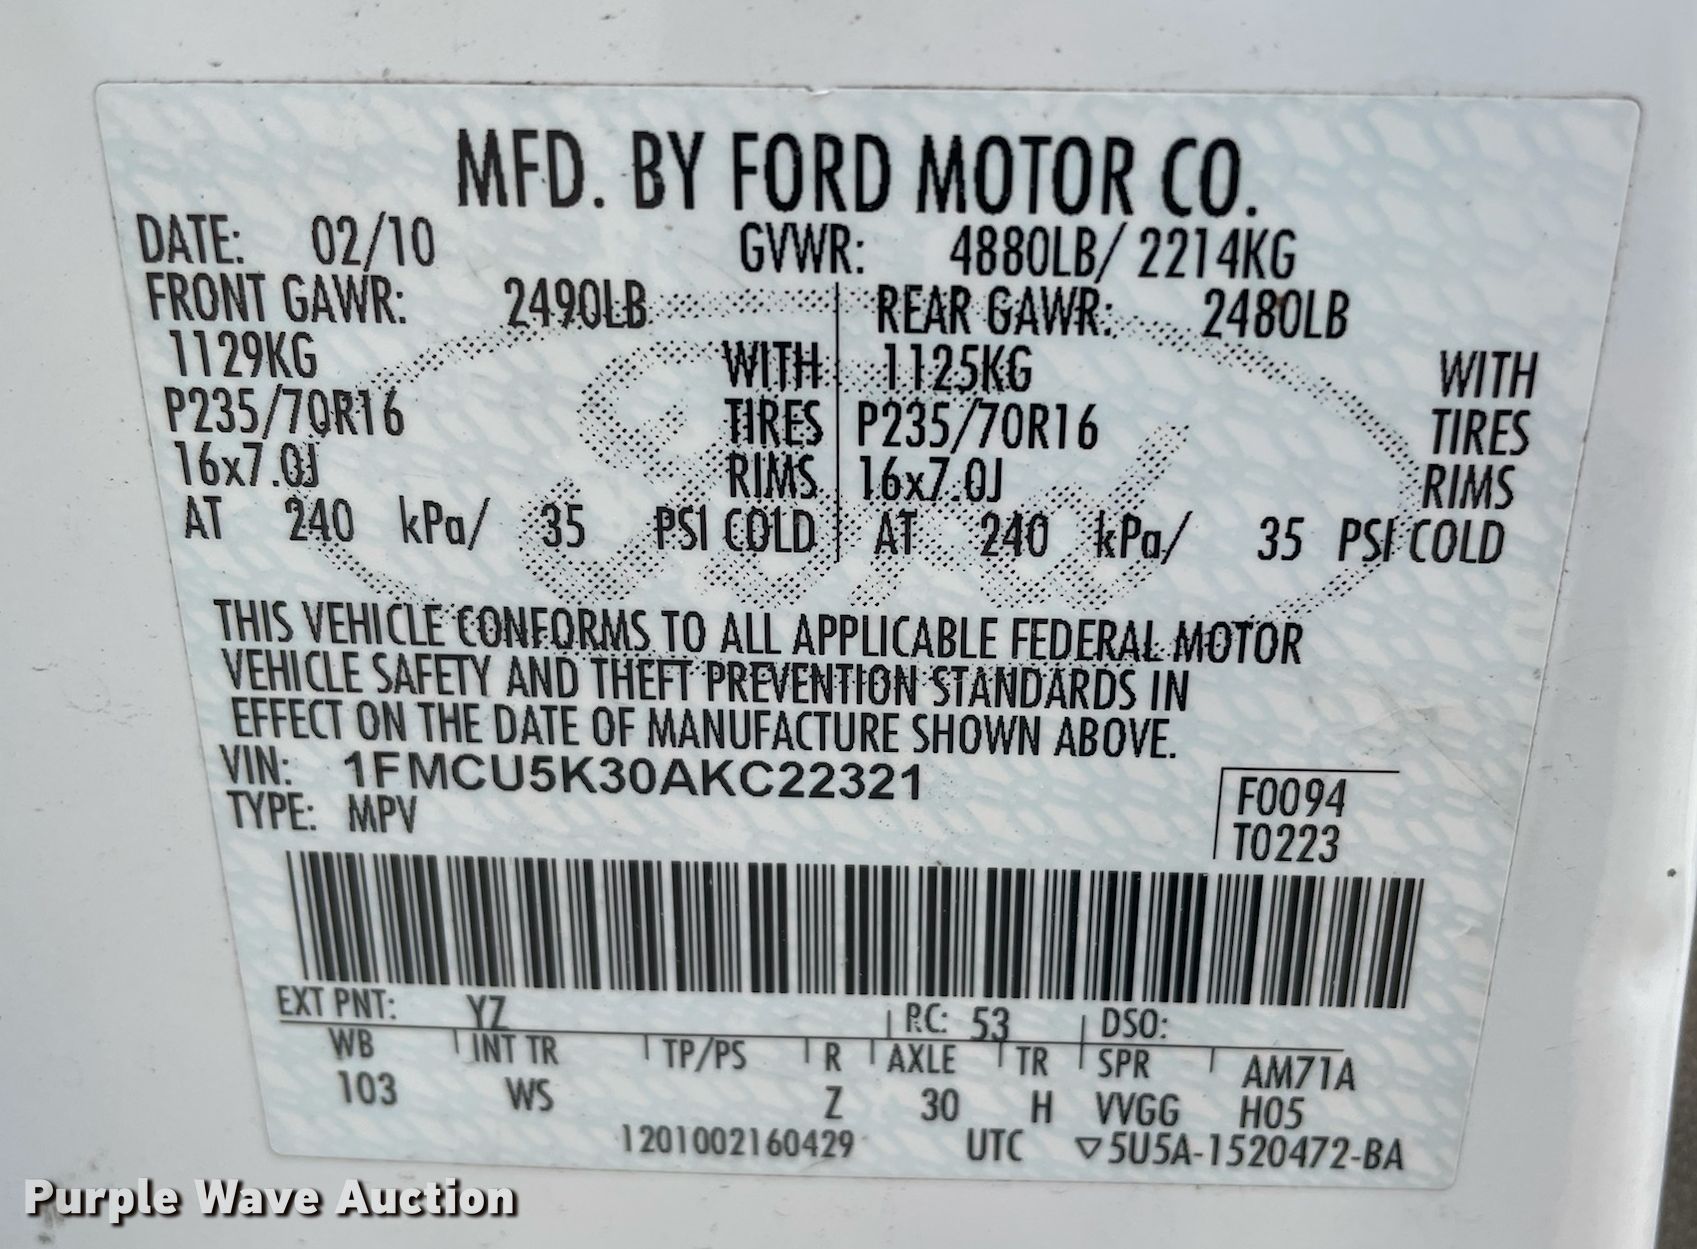 MFD. BY FORD MOTOR CO.
DATE: 02/10 GVWR: 4880LB/ 2214KG
FRONT GAWR: 2490LB REAR GAWR: 2480LB
1129KG WITH 1125KG WITH
P235/70R16 TIRES P235/70R16 TIRES
16x7.0J RIMS 16x7.0J RIMS
AT 240 kPa/ 35 PSI COLD AT 240 kPa/ 35 PSI COLD
THIS VEHICLE CONFORMS TO ALL APPLICABLE FEDERAL MOTOR
VEHICLE SAFETY AND THEFT PREVENTION STANDARDS IN
EFFECT ON THE DATE OF MANUFACTURE SHOWN ABOVE.
VIN: 1FMCU5K30AKC22321
TYPE: MPV
F0094
T0223
EXT PNT: YZ RC: 53 DSO:
WB INT TR TP/PS R AXLE TR SPR AM71A
103 WS Z 30 H VVGG H05
1201002160429 UTC ▽5U5A-1520472-BA
Purple Wave Auction